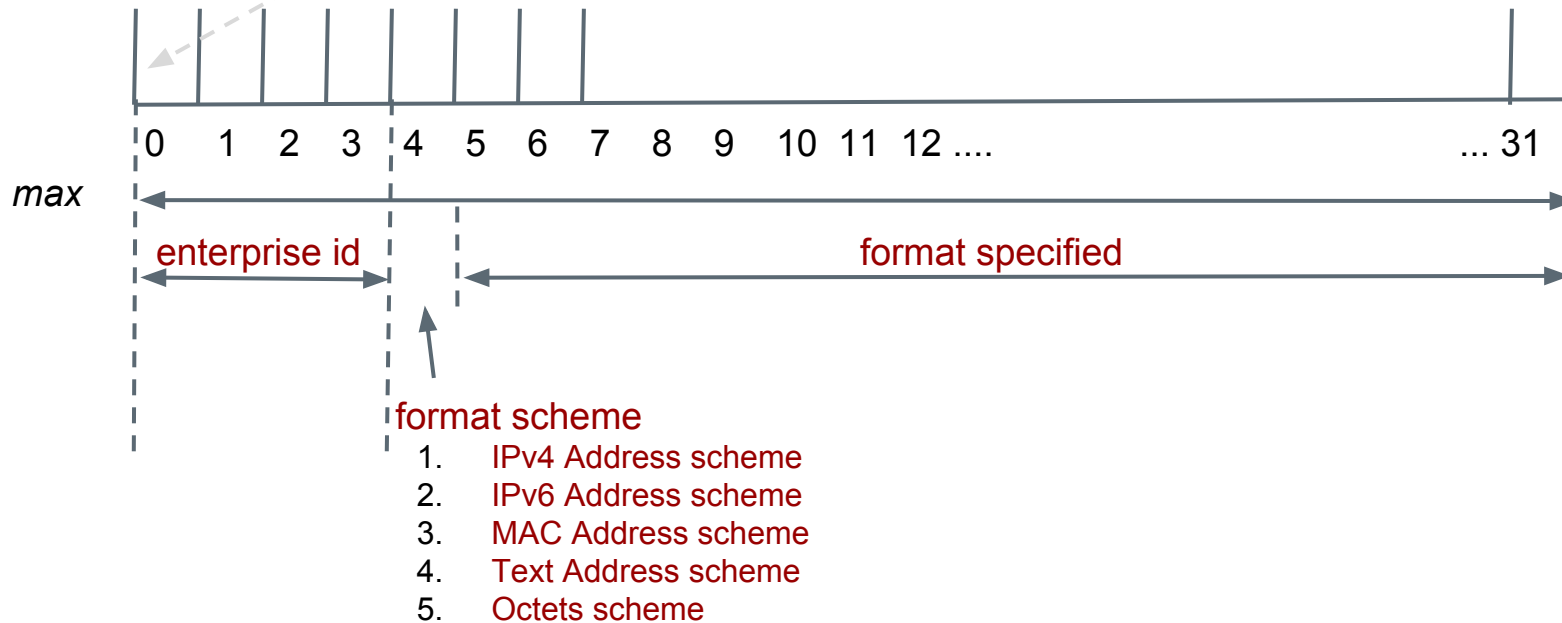 0 1 2 3 4 5 6 7 8 9 10 11 12 .... ... 31
max
enterprise id
format specified
format scheme
1. IPv4 Address scheme
2. IPv6 Address scheme
3. MAC Address scheme
4. Text Address scheme
5. Octets scheme